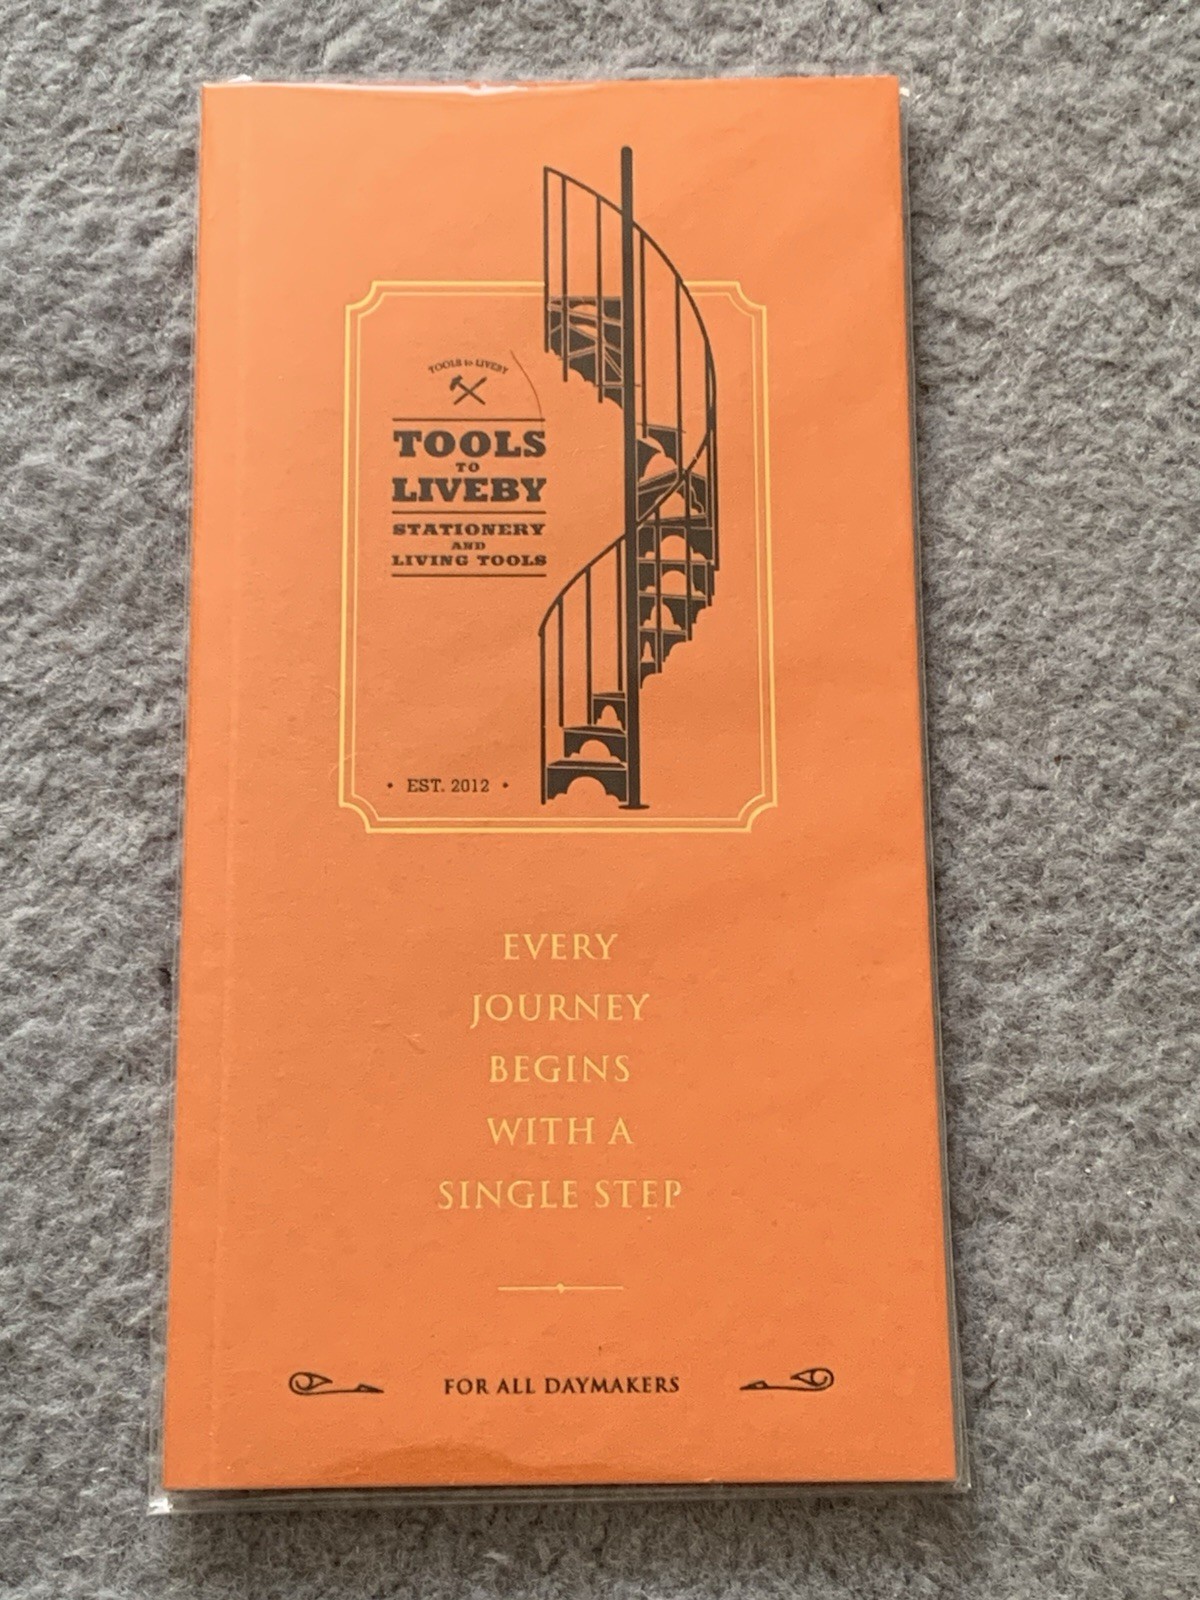 TOOLS to LIVEBY
TOOLS
TO
LIVEBY
STATIONERY
AND
LIVING TOOLS
• EST. 2012 •
EVERY
JOURNEY
BEGINS
WITH A
SINGLE STEP
FOR ALL DAYMAKERS